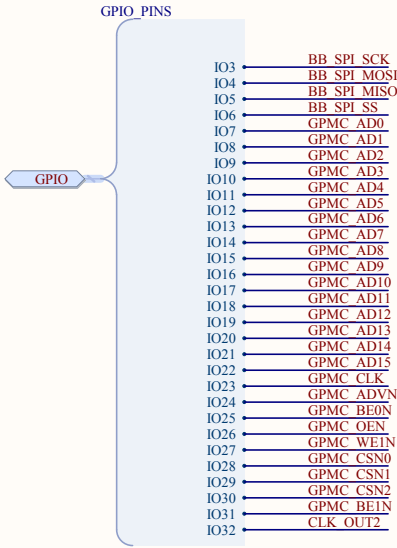 GPIO_PINS
IO3 BB_SPI_SCK
IO4 BB_SPI_MOSI
IO5 BB_SPI_MISO
IO6 BB_SPI_SS
IO7 GPMC_AD0
IO8 GPMC_AD1
IO9 GPMC_AD2
GPIO IO10 GPMC_AD3
IO11 GPMC_AD4
IO12 GPMC_AD5
IO13 GPMC_AD6
IO14 GPMC_AD7
IO15 GPMC_AD8
IO16 GPMC_AD9
IO17 GPMC_AD10
IO18 GPMC_AD11
IO19 GPMC_AD12
IO20 GPMC_AD13
IO21 GPMC_AD14
IO22 GPMC_AD15
IO23 GPMC_CLK
IO24 GPMC_ADVN
IO25 GPMC_BE0N
IO26 GPMC_OEN
IO27 GPMC_WE1N
IO28 GPMC_CSN0
IO29 GPMC_CSN1
IO30 GPMC_CSN2
IO31 GPMC_BE1N
IO32 CLK_OUT2